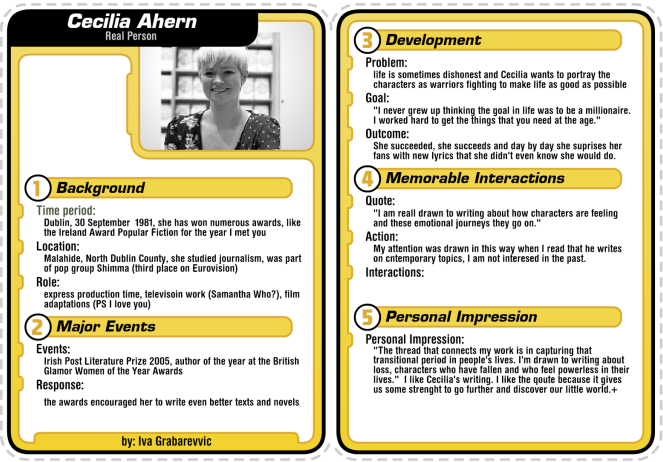 Cecilia Ahern
Real Person
1 Background
Time period:
Dublin, 30 September 1981, she has won numerous awards, like
the Ireland Award Popular Fiction for the year I met you
Location:
Malahide, North Dublin County, she studied journalism, was part
of pop group Shimma (third place on Eurovision)
Role:
express production time, televisoin work (Samantha Who?), film
adaptations (PS I love you)
2 Major Events
Events:
Irish Post Literature Prize 2005, author of the year at the British
Glamor Women of the Year Awards
Response:
the awards encouraged her to write even better texts and novels
by: Iva Grabarevvic
3 Development
Problem:
life is sometimes dishonest and Cecilia wants to portray the
characters as warriors fighting to make life as good as possible
Goal:
"I never grew up thinking the goal in life was to be a millionaire.
I worked hard to get the things that you need at the age."
Outcome:
She succeeded, she succeeds and day by day she suprises her
fans with new lyrics that she didn't even know she would do.
4 Memorable Interactions
Quote:
"I am reall drawn to writing about how characters are feeling
and these emotional journeys they go on."
Action:
My attention was drawn in this way when I read that he writes
on cntemporary topics, I am not interesed in the past.
Interactions:
5 Personal Impression
Personal Impression:
"The thread that connects my work is in capturing that
transitional period in people's lives. I'm drawn to writing about
loss, characters who have fallen and who feel powerless in their
lives." I like Cecilia's writing. I like the qoute because it gives
us some strenght to go further and discover our little world.+